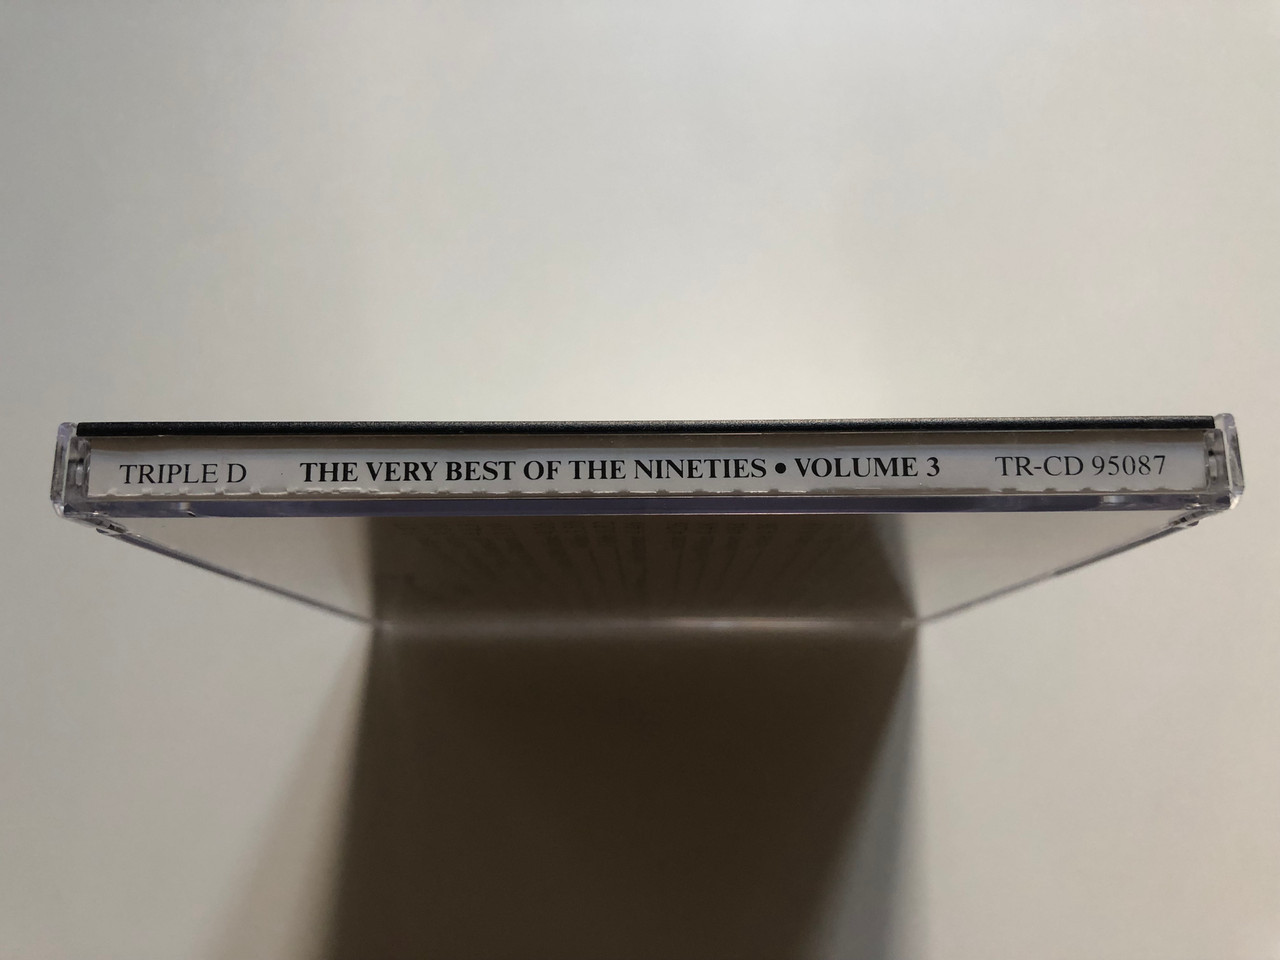 TRIPLE D THE VERY BEST OF THE NINETIES • VOLUME 3 TR-CD 95087